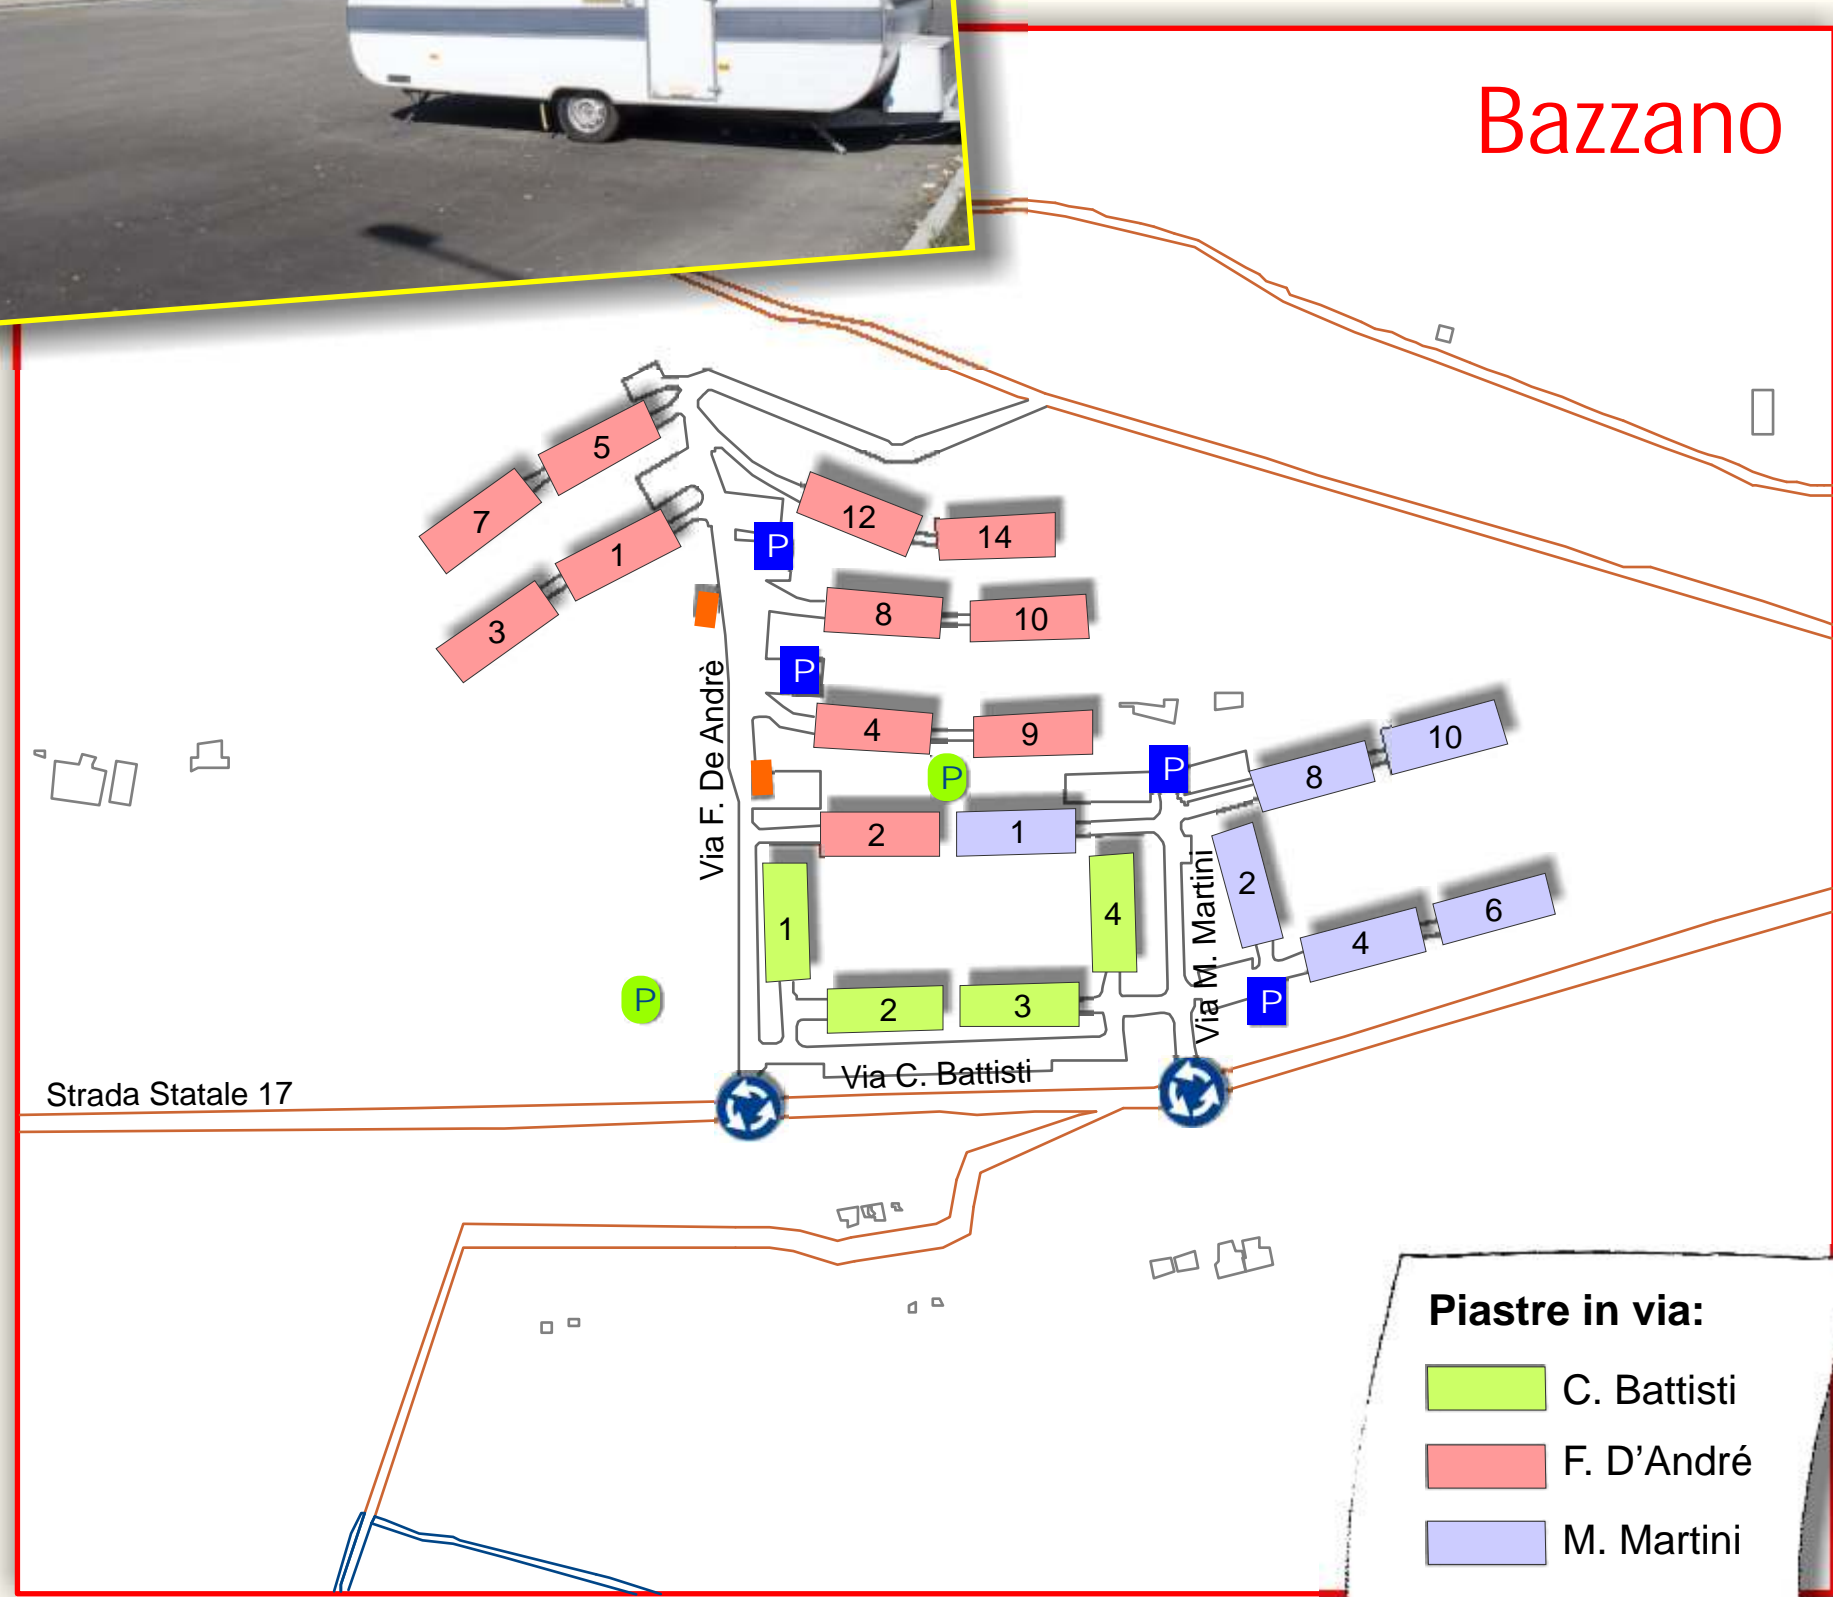 Bazzano
5
7
12
14
1
P
3
8
10
P
4
9
10
P
P
8
Via F. De Andrè
2
1
2
4
1
6
4
Via M. Martini
P
P
2
3
Via C. Battisti
Strada Statale 17
Piastre in via:
C. Battisti
F. D'André
M. Martini